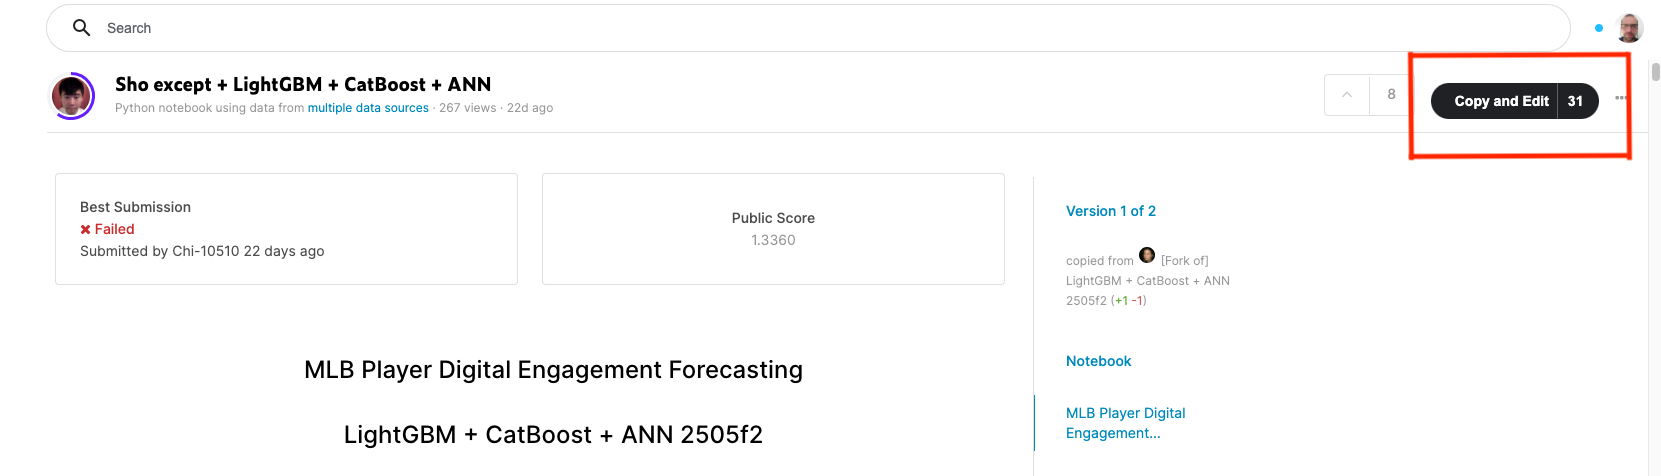 Search
Sho except + LightGBM + CatBoost + ANN
Python notebook using data from multiple data sources · 267 views · 22d ago
8
Copy and Edit 31
Best Submission
✖ Failed
Submitted by Chi-10510 22 days ago
Public Score
1.3360
Version 1 of 2
copied from [Fork of]
LightGBM + CatBoost + ANN
2505f2 (+1 -1)
Notebook
MLB Player Digital
Engagement...
MLB Player Digital Engagement Forecasting
LightGBM + CatBoost + ANN 2505f2